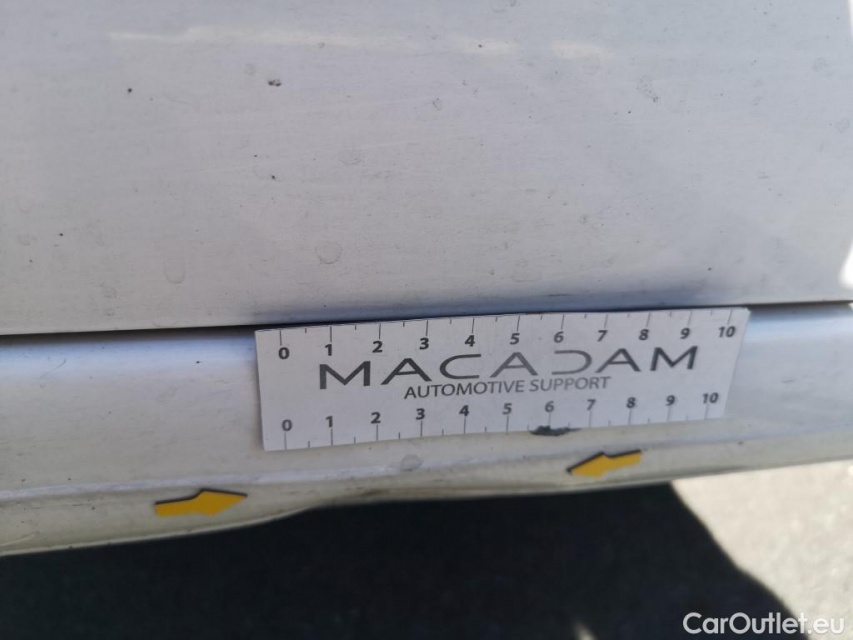 0 1 2 3 4 5 6 7 8 9 10
MACADAM
AUTOMOTIVE SUPPORT
0 1 2 3 4 5 6 7 8 9 10
CarOutlet.eu